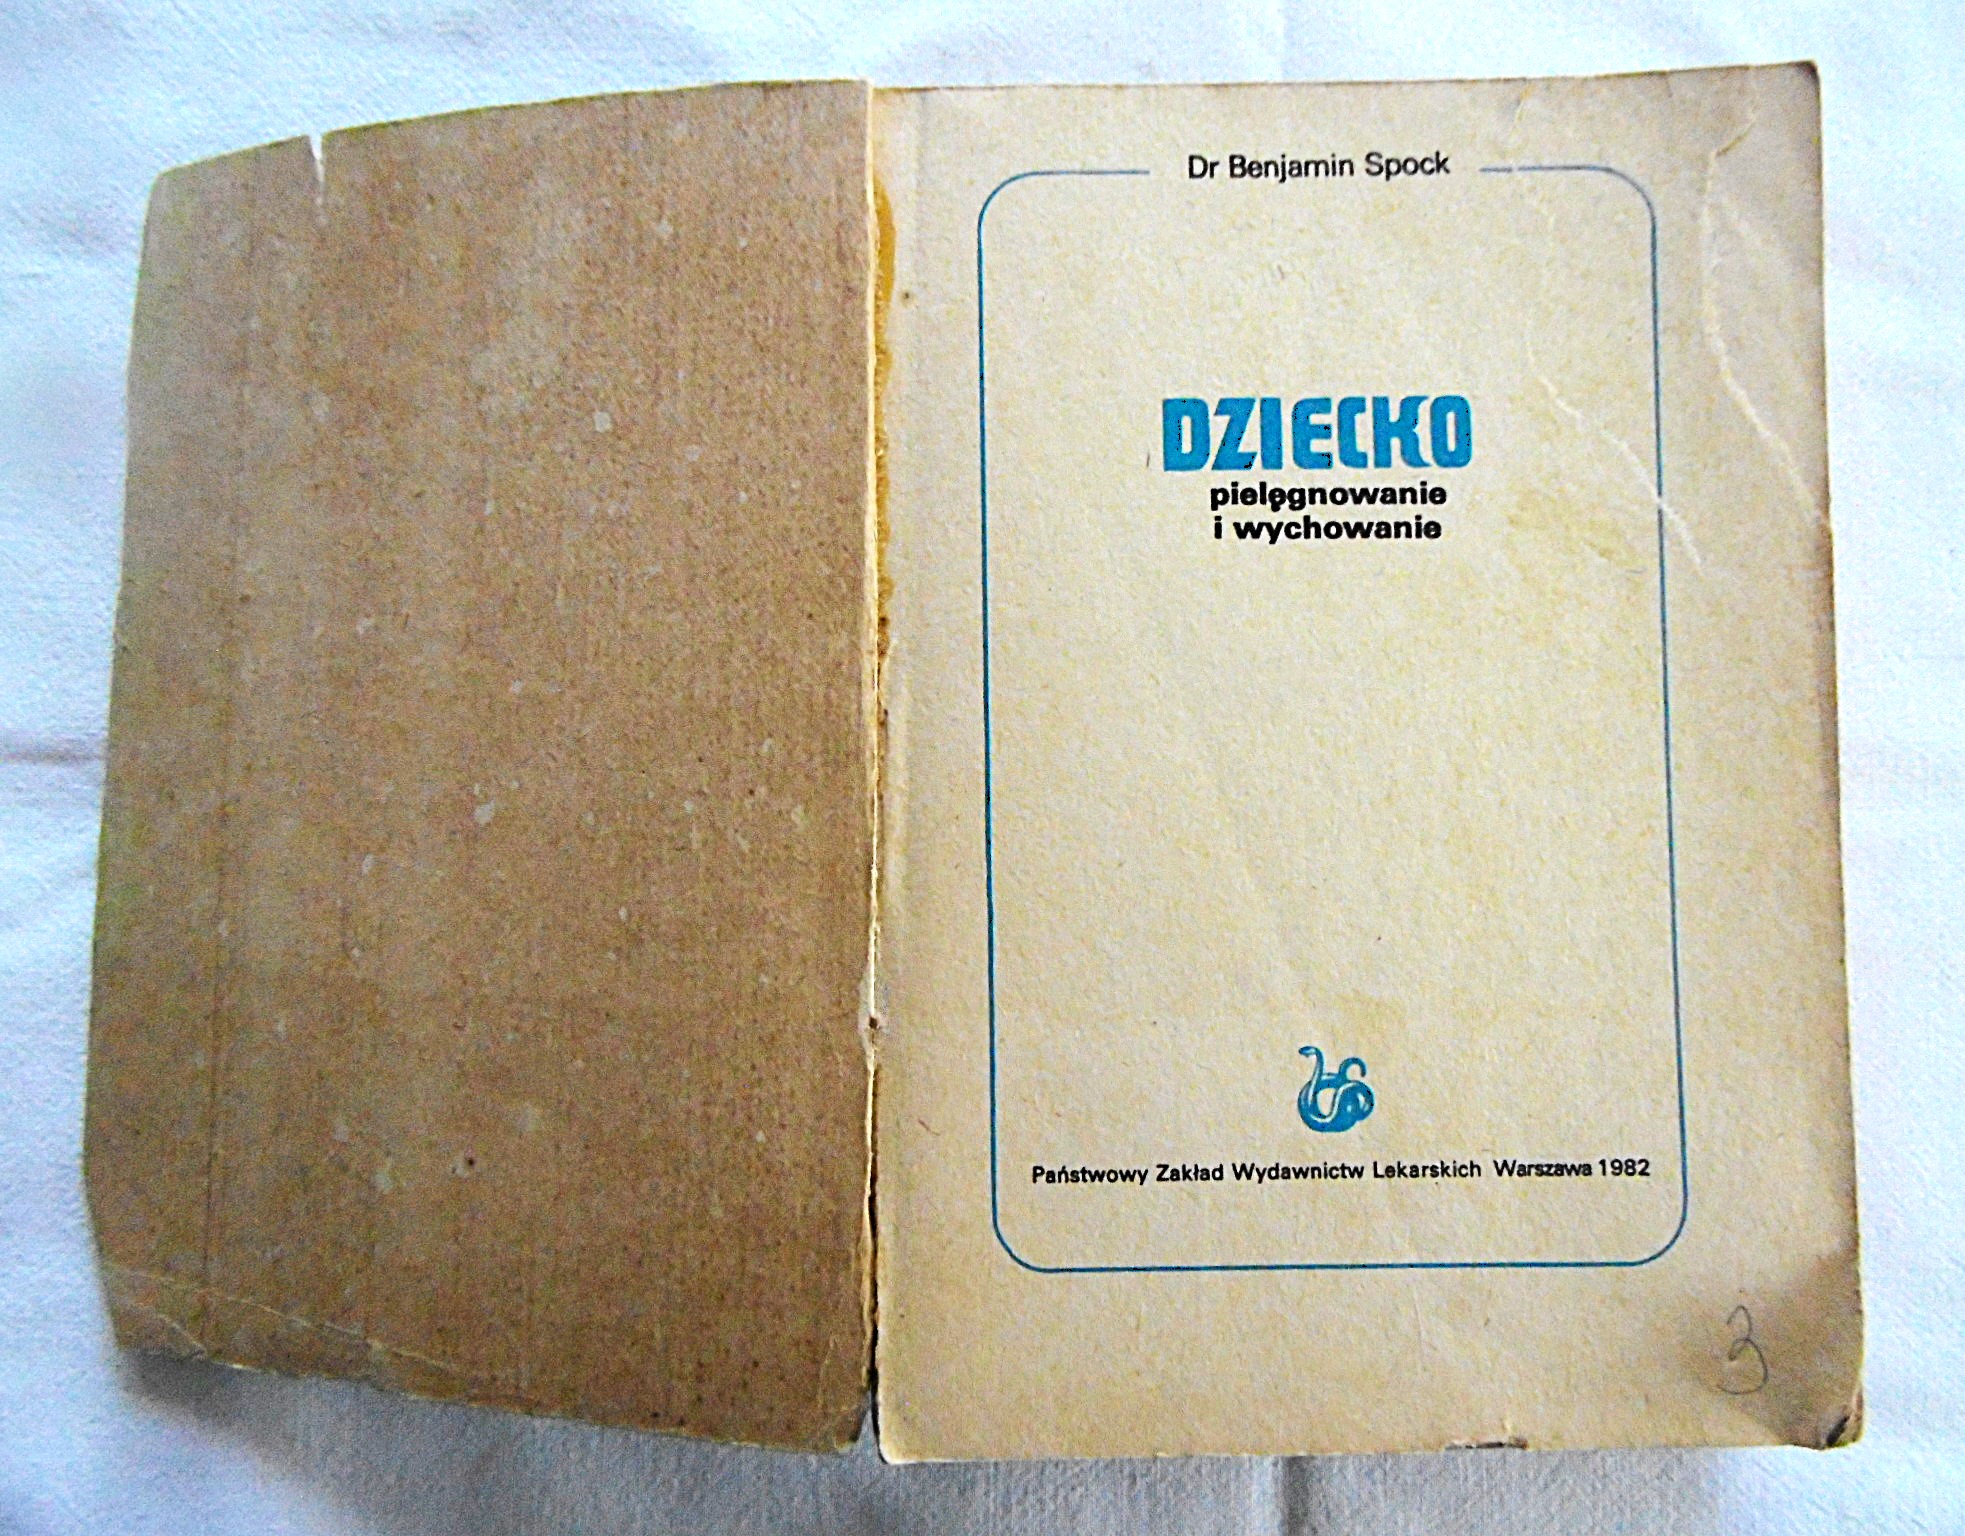 Dr Benjamin Spock
DZIECKO
pielęgnowanie
i wychowanie
Państwowy Zakład Wydawnictw Lekarskich Warszawa 1982
3